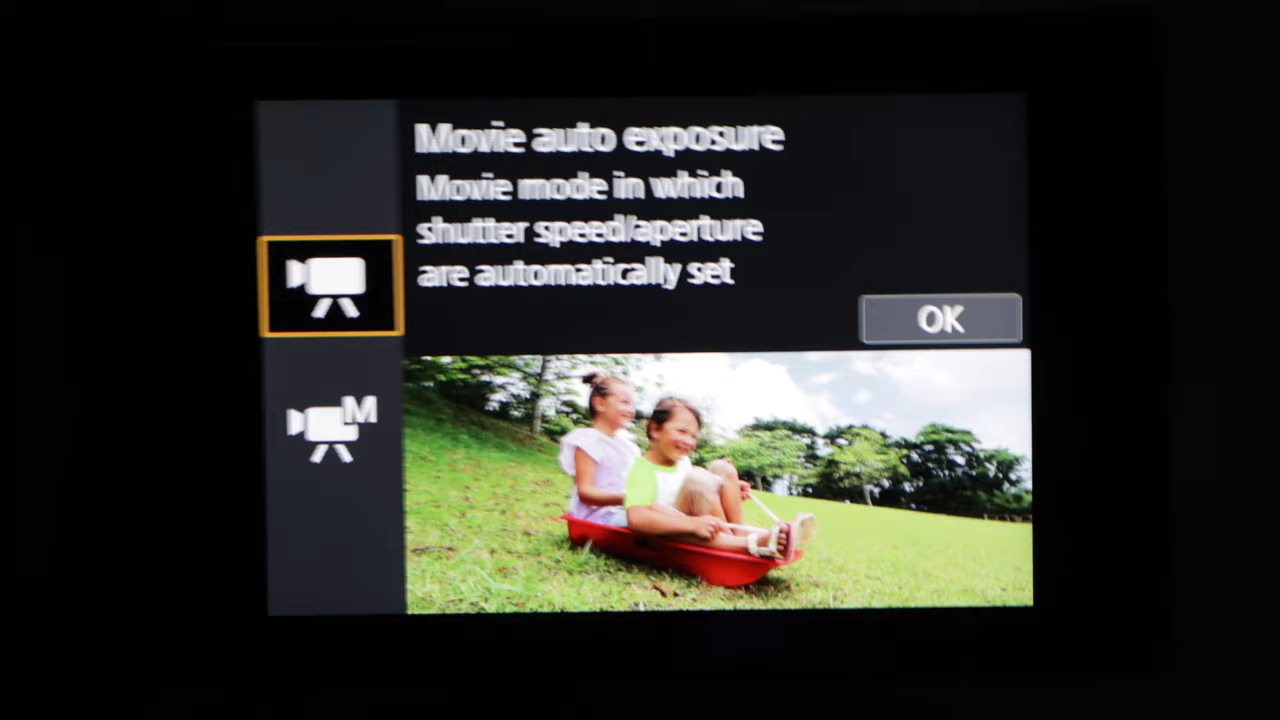 Movie auto exposure
Movie mode in which
shutter speed/aperture
are automatically set
OK
M